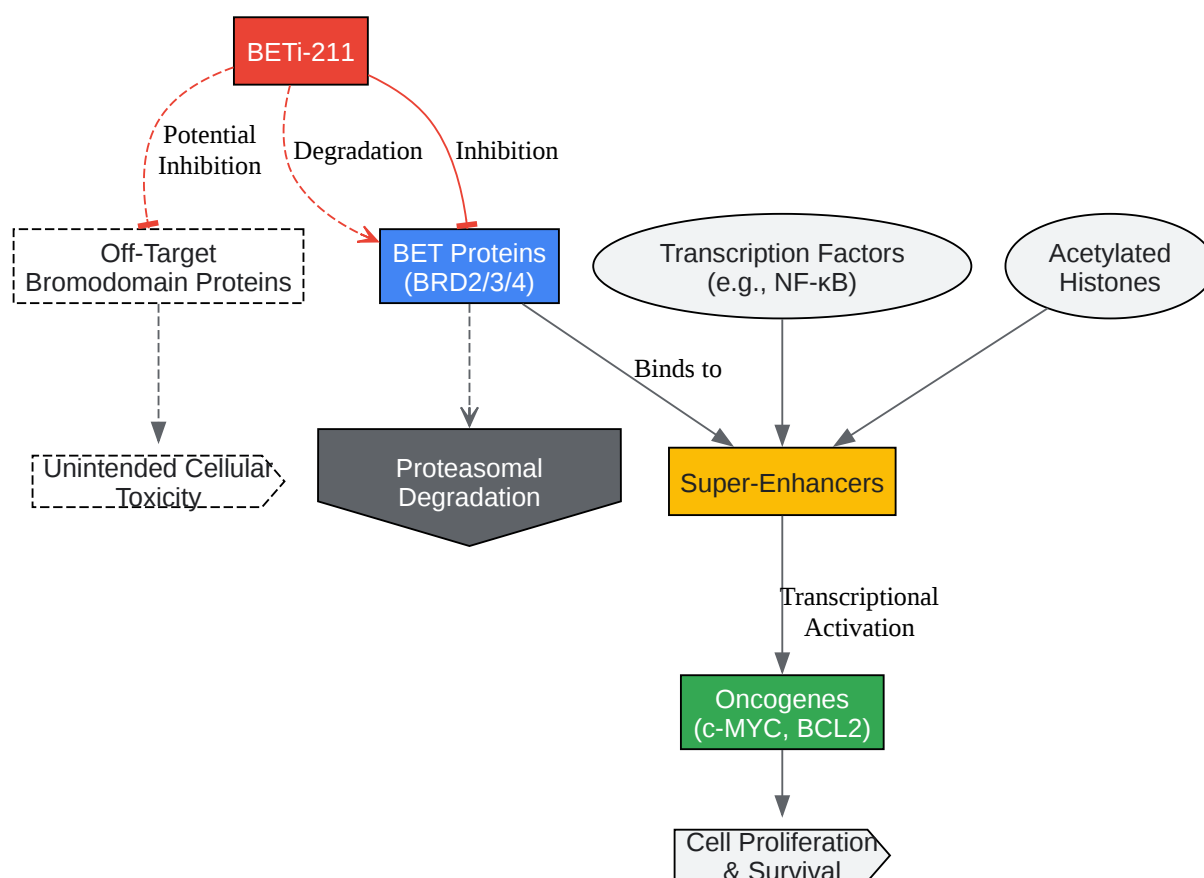 BETi-211
Potential
Inhibition
Degradation
Inhibition
Off-Target
Bromodomain Proteins
BET Proteins
(BRD2/3/4)
Transcription Factors
(e.g., NF-κB)
Acetylated
Histones
Binds to
Unintended Cellular
Toxicity
Proteasomal
Degradation
Super-Enhancers
Transcriptional
Activation
Oncogenes
(c-MYC, BCL2)
Cell Proliferation
& Survival